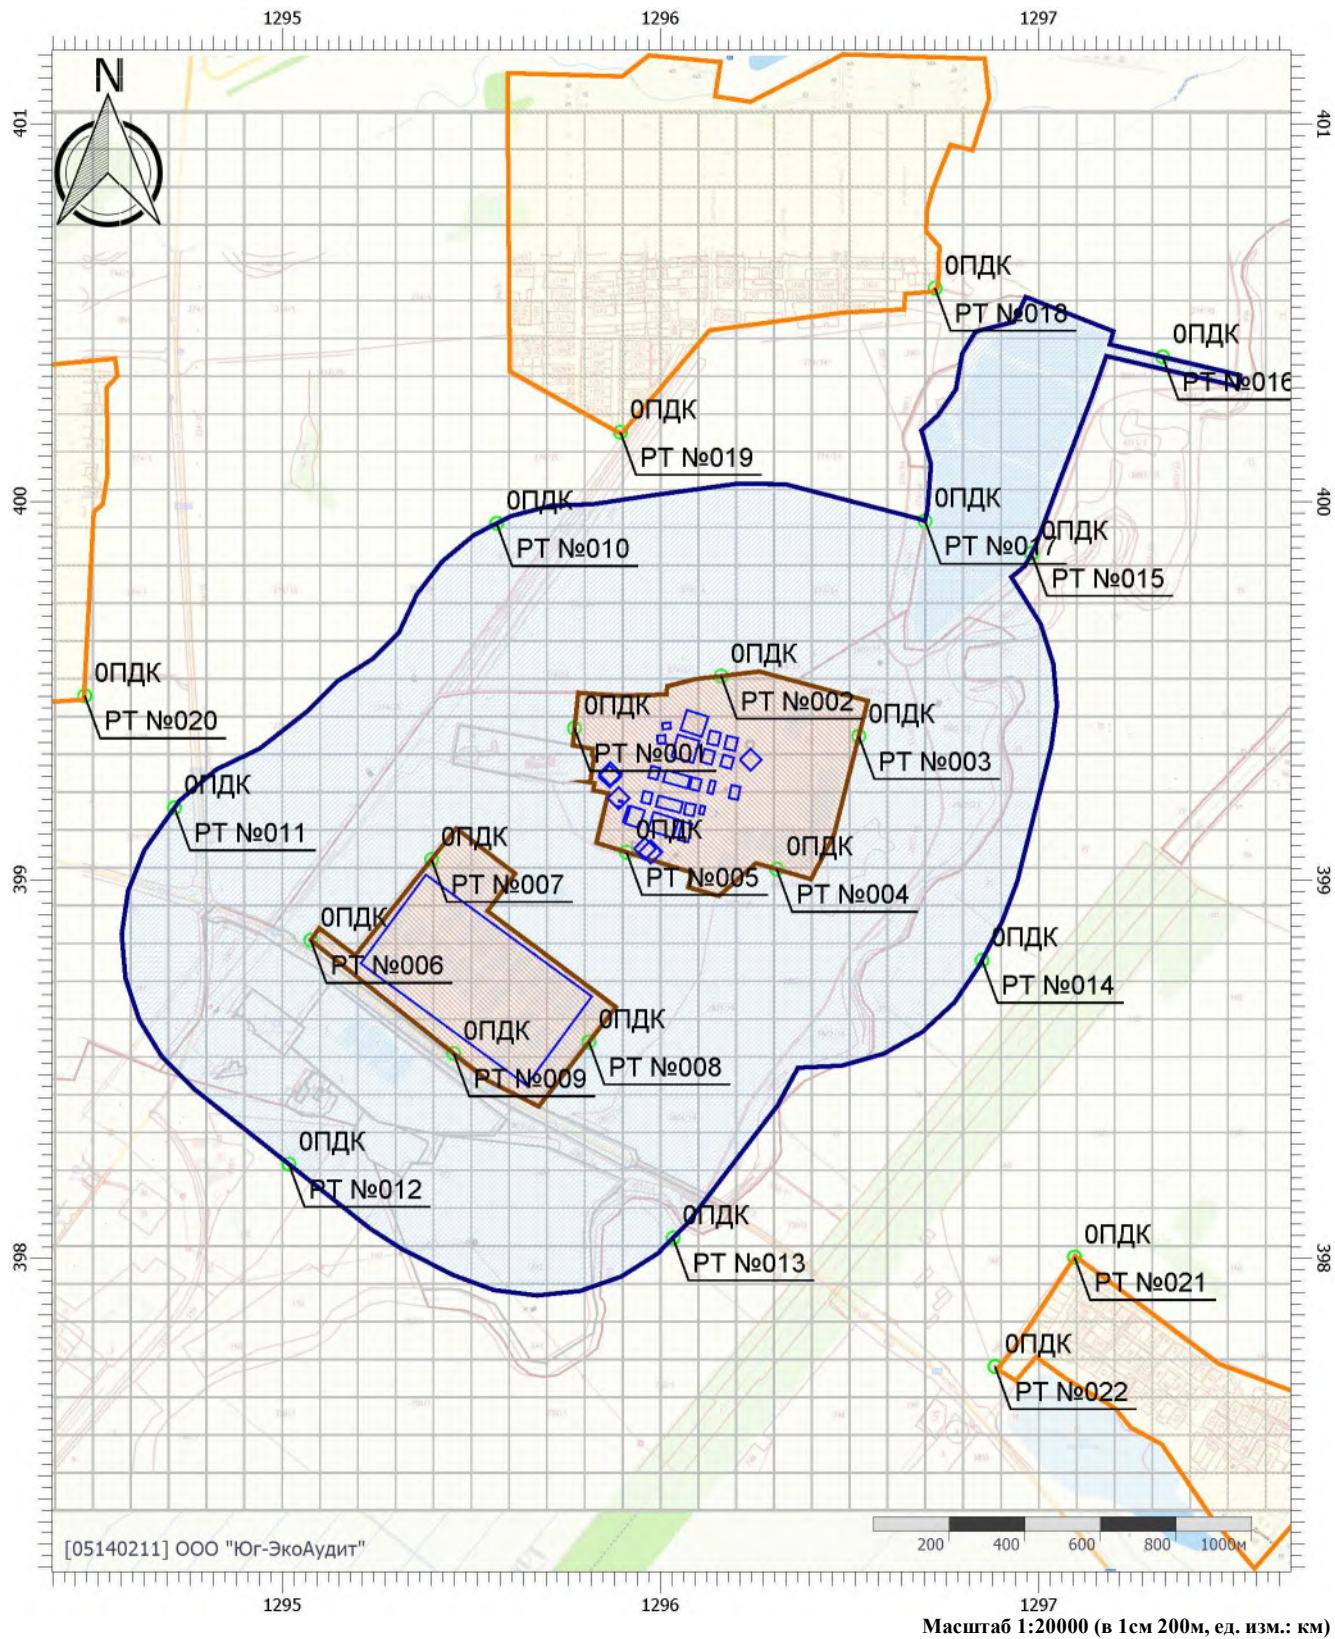 1295 1296 1297
N
401 401
0ПДК
РТ №018
0ПДК
РТ №016
0ПДК
РТ №019
400 400
0ПДК
РТ №010
0ПДК
РТ №017
0ПДК
РТ №015
0ПДК
РТ №002
0ПДК
РТ №020
0ПДК
РТ №001
0ПДК
РТ №003
0ПДК
РТ №011
0ПДК
РТ №005
0ПДК
РТ №007
0ПДК
РТ №004
399 399
0ПДК
РТ №006
0ПДК
РТ №014
0ПДК
РТ №009
0ПДК
РТ №008
0ПДК
РТ №012
0ПДК
РТ №013
398 398
0ПДК
РТ №021
0ПДК
РТ №022
[05140211] ООО "Юг-ЭкоАудит"
200 400 600 800 1000м
1295 1296 1297
Масштаб 1:20000 (в 1см 200м, ед. изм.: км)